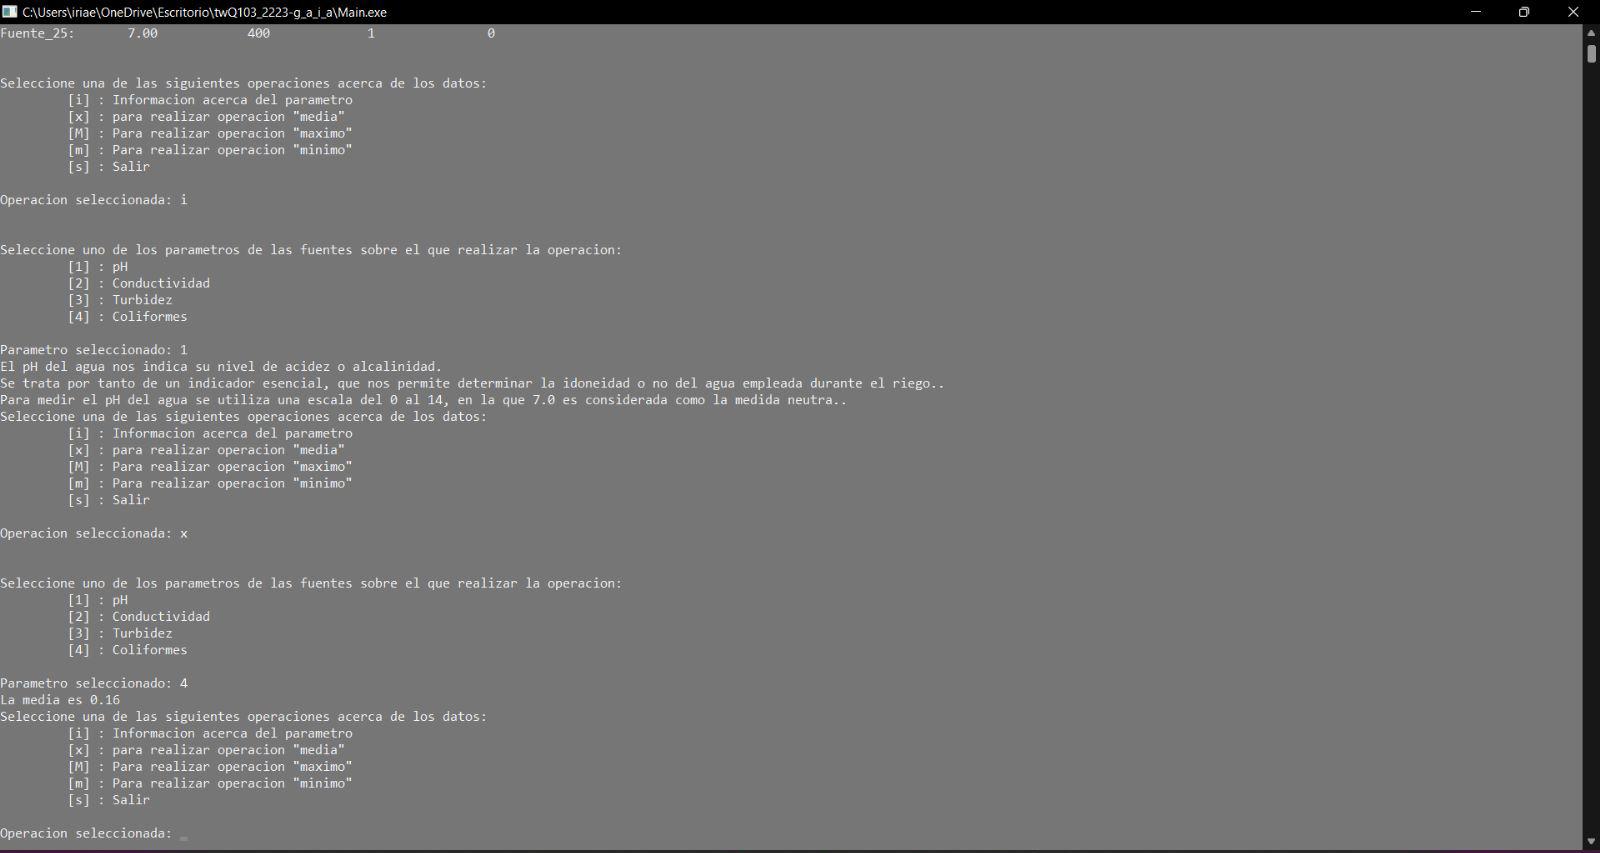 C:\Users\iriae\OneDrive\Escritorio\twQ103_2223-g_a_i_a\Main.exe
Fuente_25: 7.00 400 1 0
Seleccione una de las siguientes operaciones acerca de los datos:
[i] : Informacion acerca del parametro
[x] : para realizar operacion "media"
[M] : Para realizar operacion "maximo"
[m] : Para realizar operacion "minimo"
[s] : Salir
Operacion seleccionada: i
Seleccione uno de los parametros de las fuentes sobre el que realizar la operacion:
[1] : pH
[2] : Conductividad
[3] : Turbidez
[4] : Coliformes
Parametro seleccionado: 1
El pH del agua nos indica su nivel de acidez o alcalinidad.
Se trata por tanto de un indicador esencial, que nos permite determinar la idoneidad o no del agua empleada durante el riego..
Para medir el pH del agua se utiliza una escala del 0 al 14, en la que 7.0 es considerada como la medida neutra..
Seleccione una de las siguientes operaciones acerca de los datos:
[i] : Informacion acerca del parametro
[x] : para realizar operacion "media"
[M] : Para realizar operacion "maximo"
[m] : Para realizar operacion "minimo"
[s] : Salir
Operacion seleccionada: x
Seleccione uno de los parametros de las fuentes sobre el que realizar la operacion:
[1] : pH
[2] : Conductividad
[3] : Turbidez
[4] : Coliformes
Parametro seleccionado: 4
La media es 0.16
Seleccione una de las siguientes operaciones acerca de los datos:
[i] : Informacion acerca del parametro
[x] : para realizar operacion "media"
[M] : Para realizar operacion "maximo"
[m] : Para realizar operacion "minimo"
[s] : Salir
Operacion seleccionada: _